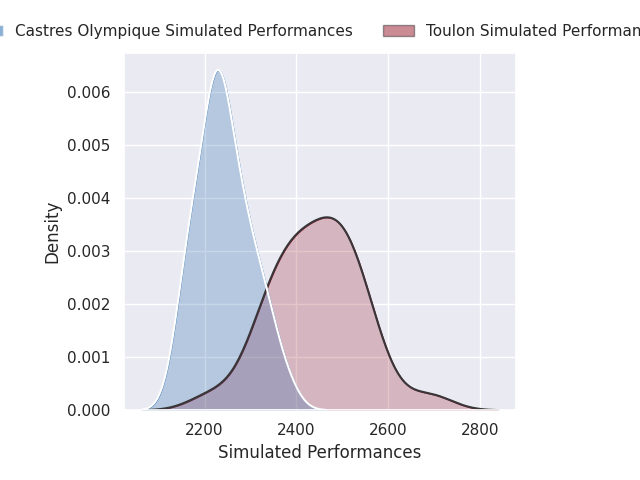 Castres Olympique Simulated Performances
Toulon Simulated Performan
0.006
0.005
0.004
0.003
0.002
0.001
0.000
Density
2200 2400 2600 2800
Simulated Performances